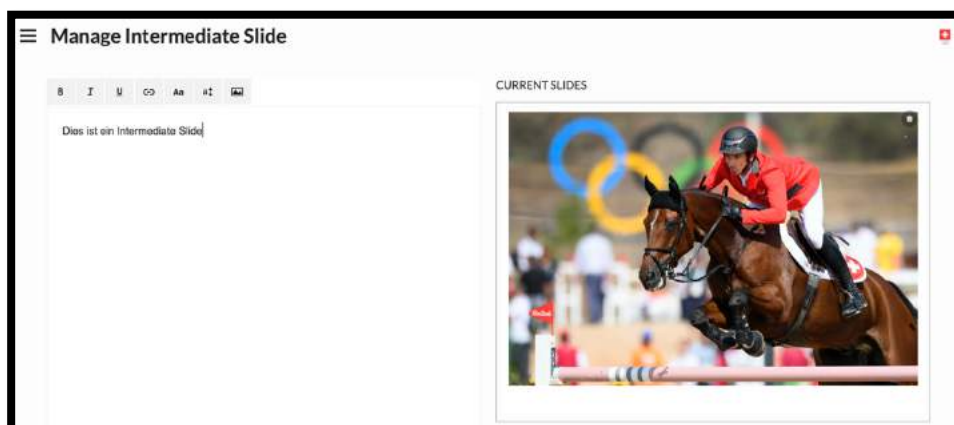 Manage Intermediate Slide
B I U Aa
CURRENT SLIDES
Dies ist ein Intermediate Slide